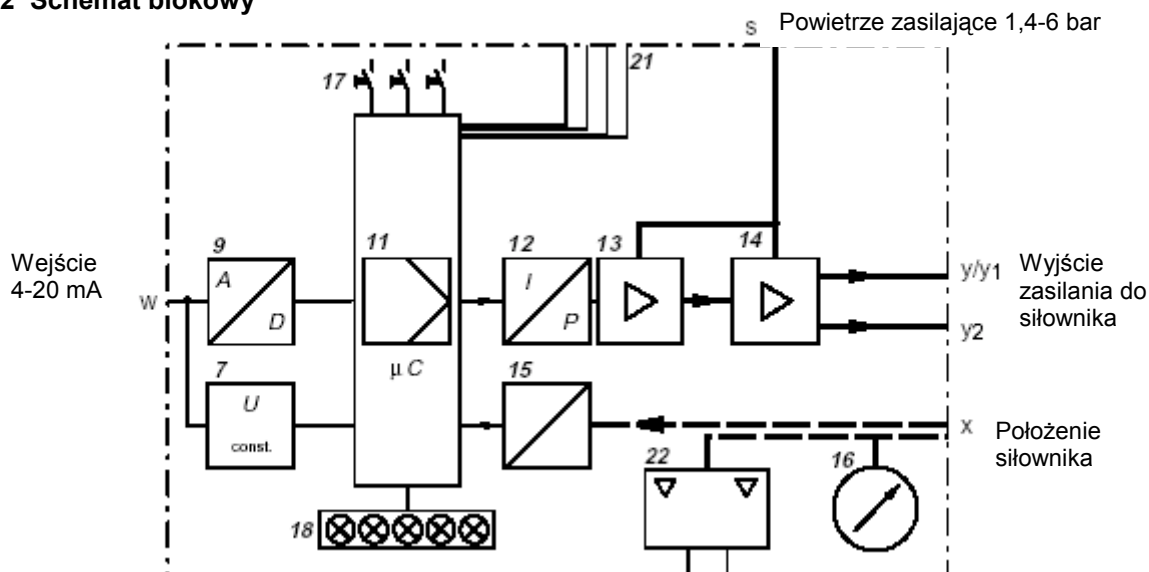 2 Schemat blokowy
s Powietrze zasilające 1,4-6 bar
17
21
9
11
12
13
14
Wejście
4-20 mA
w
A
D
I
P
y/y1
y2
Wyjście
zasilania do
siłownika
µ C
7
U
const.
15
x
Położenie
siłownika
22
16
18